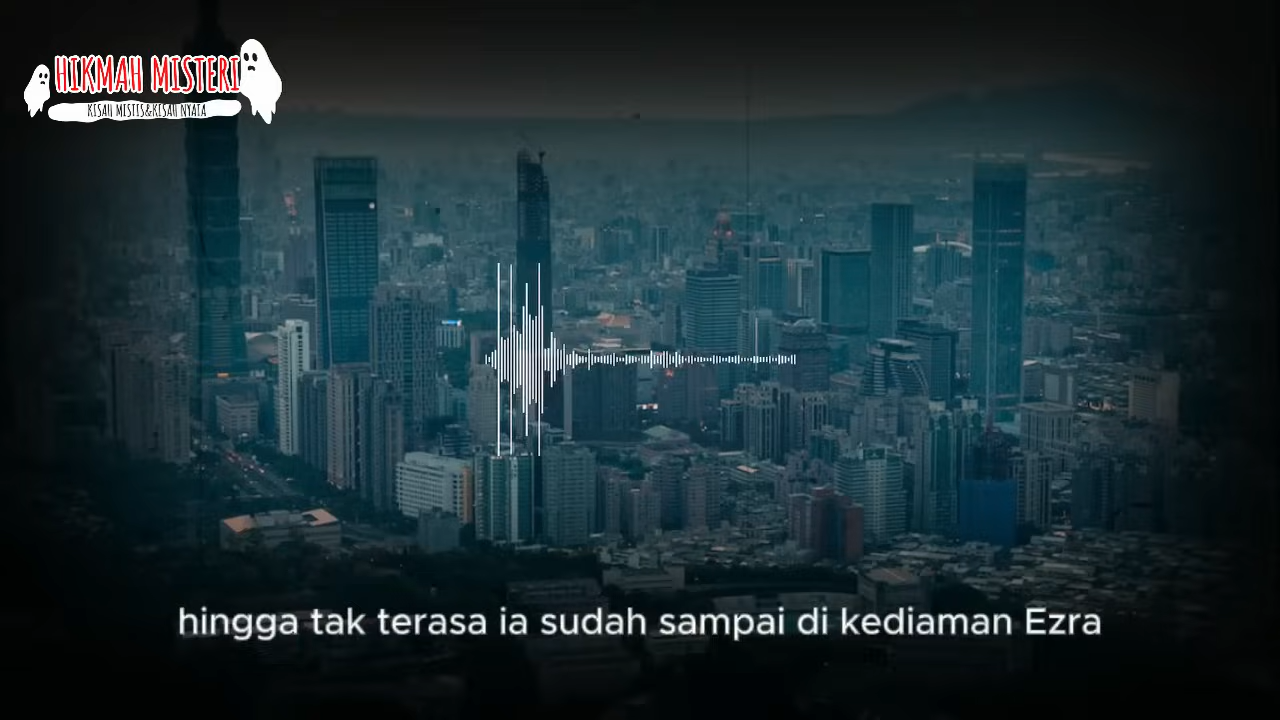 HIKMAH MISTERI
KISAH MISTIS&KISAH NYATA
hingga tak terasa ia sudah sampai di kediaman Ezra